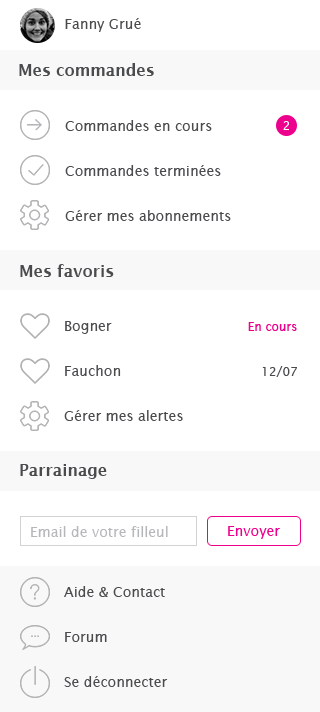 Fanny Grué
Mes commandes
Commandes en cours 2
Commandes terminées
Gérer mes abonnements
Mes favoris
Bogner En cours
Fauchon 12/07
Gérer mes alertes
Parrainage
Email de votre filleul Envoyer
Aide & Contact
Forum
Se déconnecter